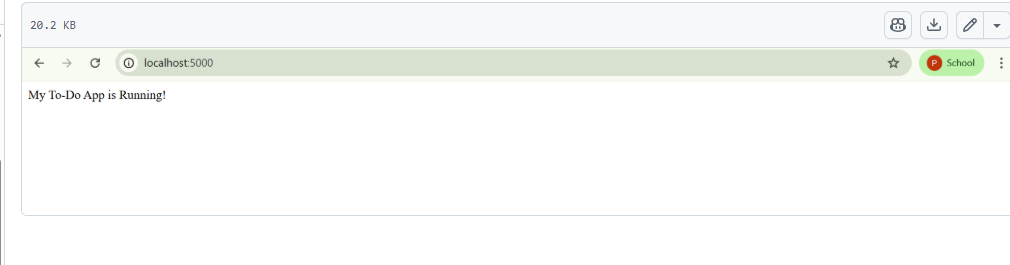 20.2 KB
localhost:5000
P School
My To-Do App is Running!